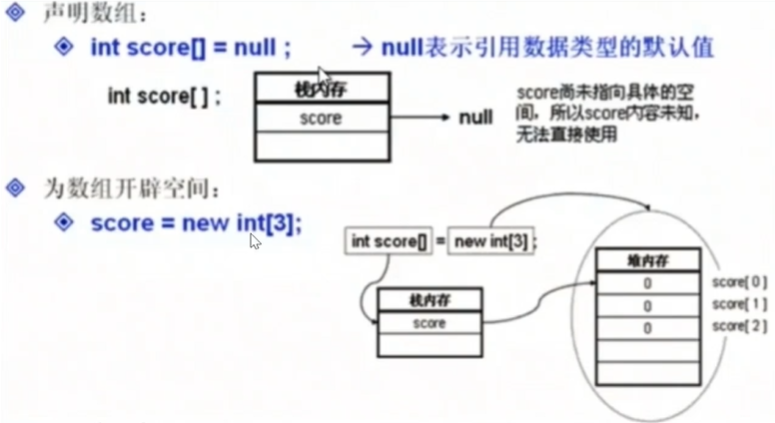 声明数组：
int score[] = null ; → null表示引用数据类型的默认值
int score[ ] ;
栈内存
score
null
score尚未指向具体的空
间，所以score内容未知，
无法直接使用
为数组开辟空间：
score = new int[3];
int score[] = new int[3] ;
栈内存
score
堆内存
0 score[ 0 ]
0 score[ 1 ]
0 score[ 2 ]